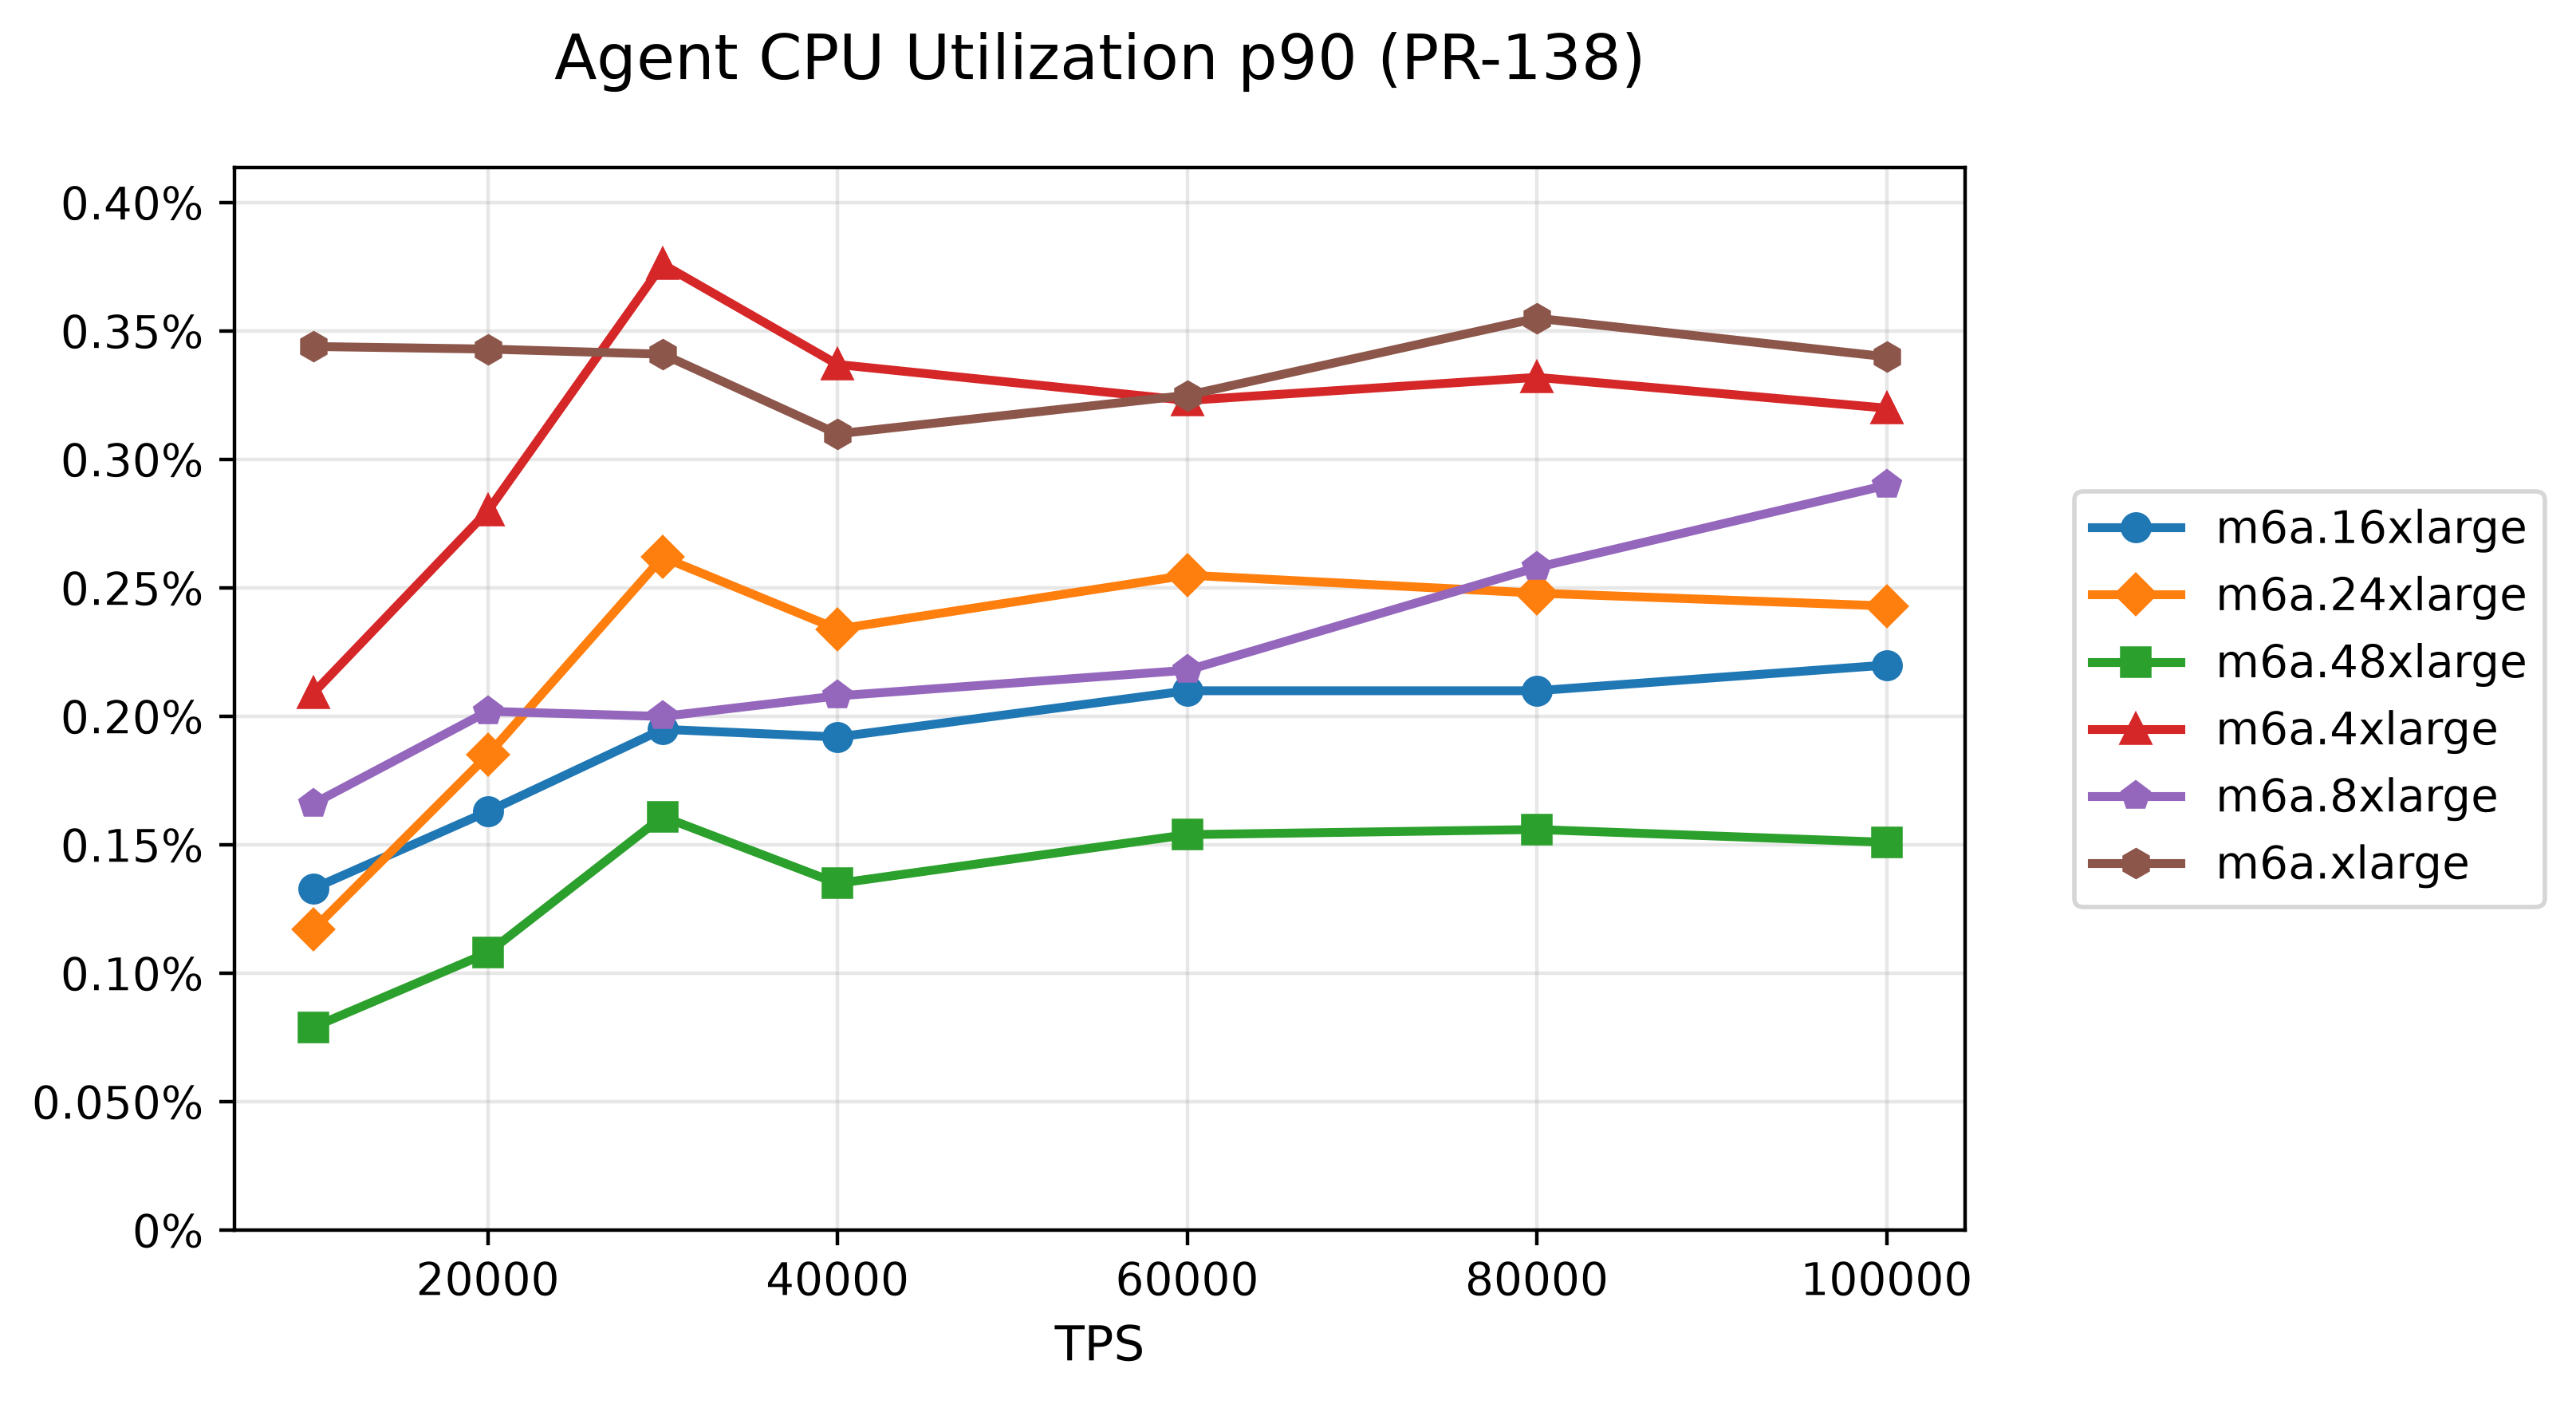 Agent CPU Utilization p90 (PR-138)
0.40%
0.35%
0.30%
0.25%
0.20%
0.15%
0.10%
0.050%
0%
20000 40000 60000 80000 100000
TPS
m6a.16xlarge
m6a.24xlarge
m6a.48xlarge
m6a.4xlarge
m6a.8xlarge
m6a.xlarge